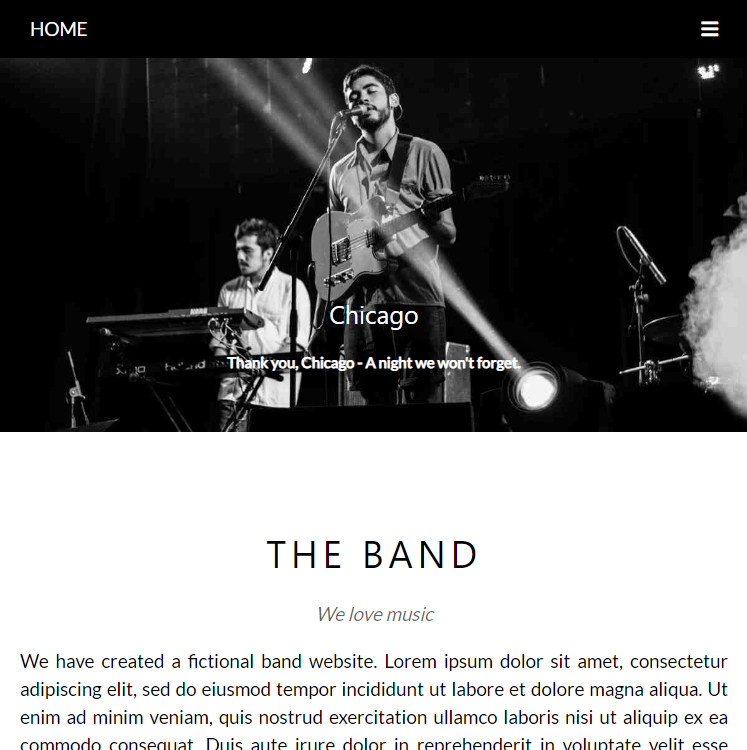 HOME
Chicago
Thank you, Chicago - A night we won't forget.
THE BAND
We love music
We have created a fictional band website. Lorem ipsum dolor sit amet, consectetur
adipiscing elit, sed do eiusmod tempor incididunt ut labore et dolore magna aliqua. Ut
enim ad minim veniam, quis nostrud exercitation ullamco laboris nisi ut aliquip ex ea
commodo consequat. Duis aute irure dolor in reprehenderit in voluptate velit esse